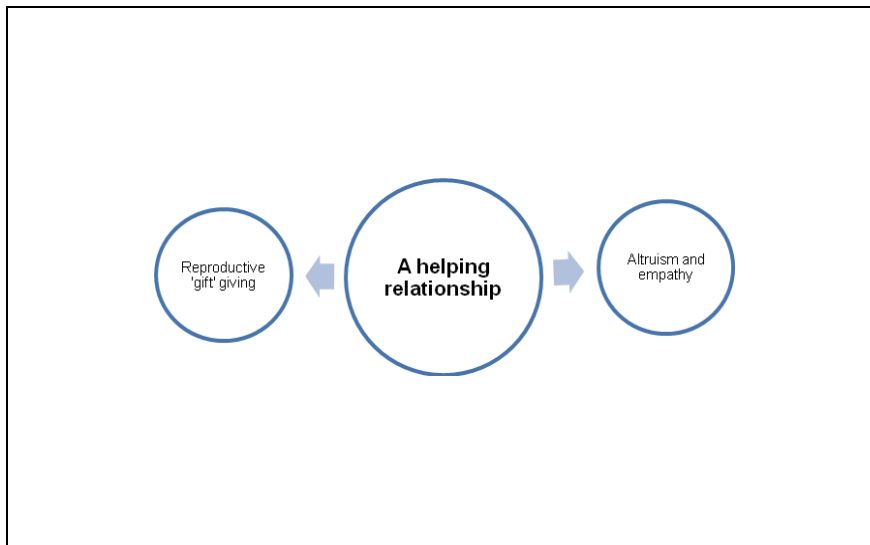 Reproductive
'gift' giving
A helping
relationship
Altruism and
empathy